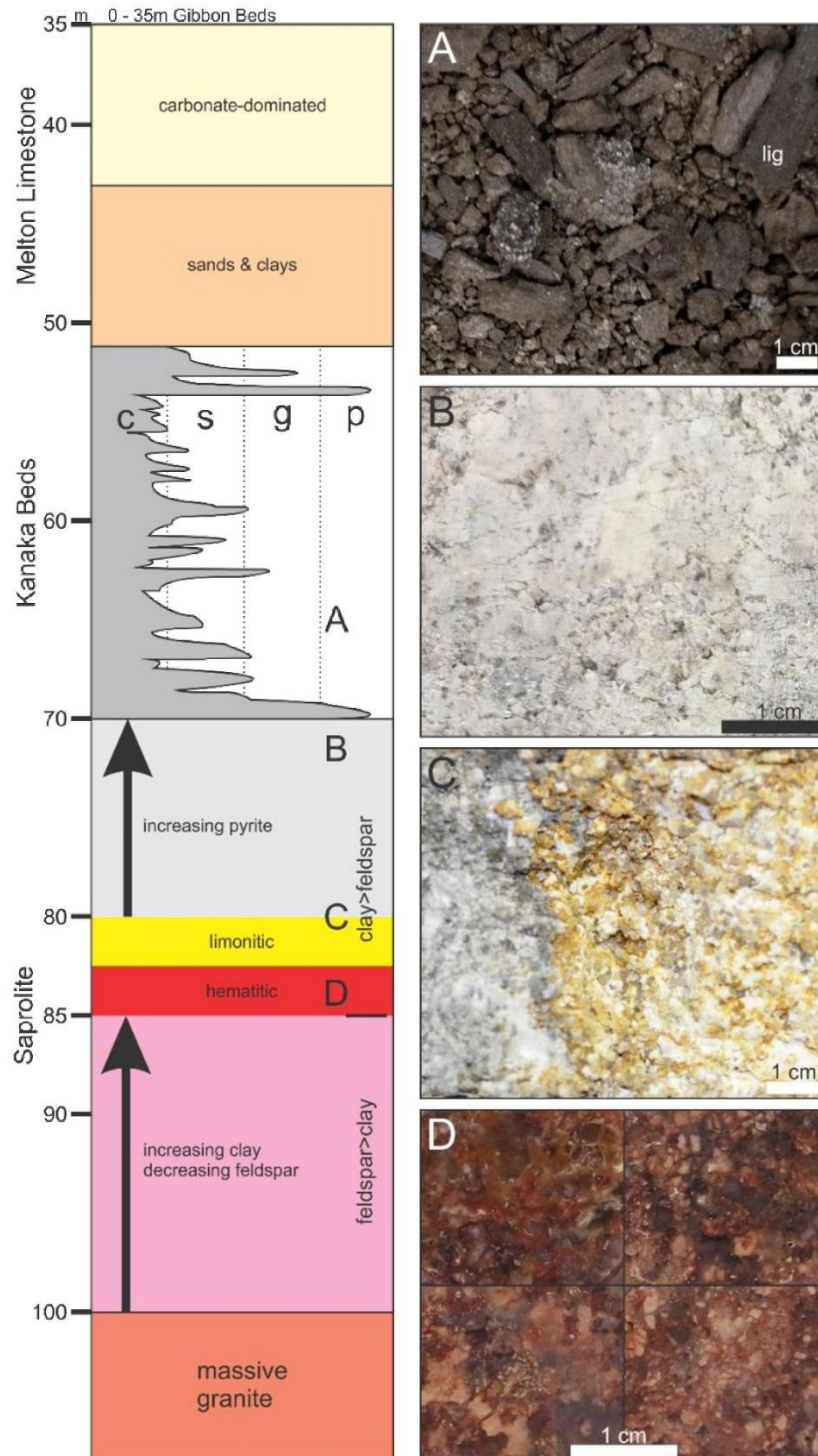 35 m 0 - 35m Gibbon Beds
Melton Limestone
carbonate-dominated
40
sands & clays
50
Kanaka Beds
c s g p
60
A
70
B
increasing pyrite
clay>feldspar
80
C
limonitic
hematitic
D
85
Saprolite
90
increasing clay
decreasing feldspar
feldspar>clay
100
massive
granite
A
lig
1 cm
B
1 cm
C
1 cm
D
1 cm